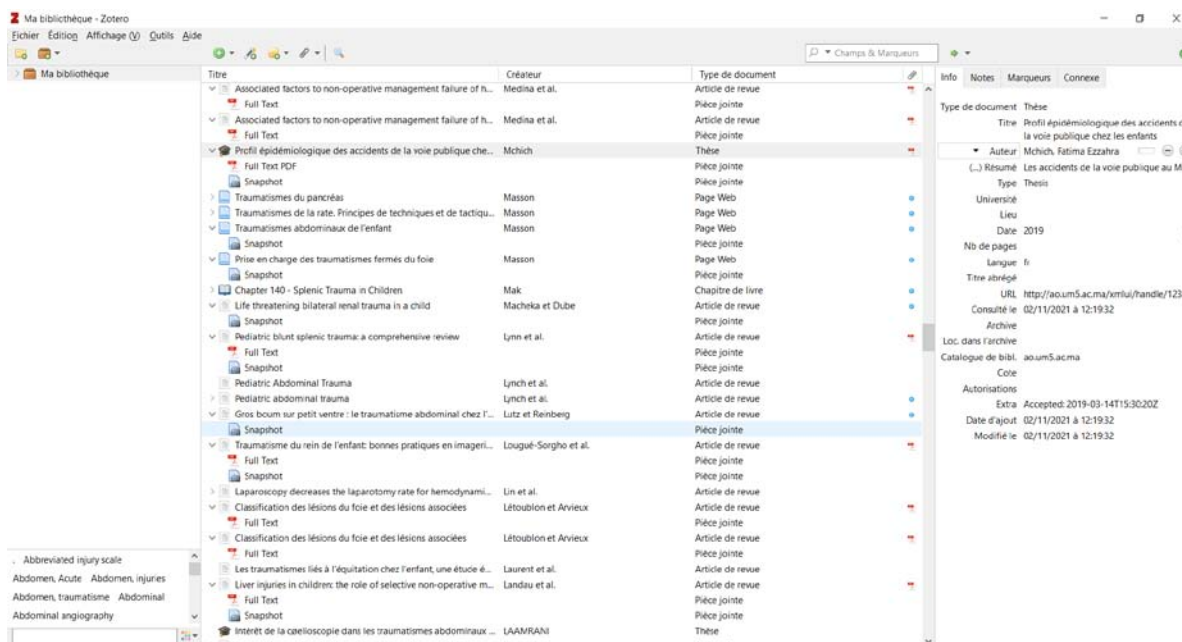 Ma bibliothèque - Zotero
Fichier Édition Affichage (V) Outils Aide
Champs & Marqueurs
Ma bibliothèque
Titre Créateur Type de document
Associated factors to non-operative management failure of h... Medina et al. Article de revue
Full Text Pièce jointe
Associated factors to non-operative management failure of h... Medina et al. Article de revue
Full Text Pièce jointe
Profil épidémiologique des accidents de la voie publique che... Mchich Thèse
Full Text PDF Pièce jointe
Snapshot Pièce jointe
Traumatismes du pancréas Masson Page Web
Traumatismes de la rate. Principes de techniques et de tactiqu... Masson Page Web
Traumatismes abdominaux de l'enfant Masson Page Web
Snapshot Pièce jointe
Prise en charge des traumatismes fermés du foie Masson Page Web
Snapshot Pièce jointe
Chapter 140 - Splenic Trauma in Children Mak Chapitre de livre
Life threatening bilateral renal trauma in a child Macheka et Dube Article de revue
Snapshot Pièce jointe
Pediatric blunt splenic trauma: a comprehensive review Lynn et al. Article de revue
Full Text Pièce jointe
Snapshot Pièce jointe
Pediatric Abdominal Trauma Lynch et al. Article de revue
Pediatric abdominal trauma Lynch et al. Article de revue
Gros boum sur petit ventre : le traumatisme abdominal chez l'... Lutz et Reinberg Article de revue
Snapshot Pièce jointe
Traumatisme du rein de l'enfant: bonnes pratiques en imageri... Lougué-Sorgho et al. Article de revue
Full Text Pièce jointe
Snapshot Pièce jointe
Laparoscopy decreases the laparotomy rate for hemodynami... Lin et al. Article de revue
Classification des lésions du foie et des lésions associées Létoublon et Arvieux Article de revue
Full Text Pièce jointe
Classification des lésions du foie et des lésions associées Létoublon et Arvieux Article de revue
Full Text Pièce jointe
Les traumatismes liés à l'équitation chez l'enfant, une étude é... Laurent et al. Article de revue
Liver injuries in children: the role of selective non-operative m... Landau et al. Article de revue
Full Text Pièce jointe
Snapshot Pièce jointe
Intérêt de la cœlioscopie dans les traumatismes abdominaux ... LAAMRANI Thèse
. Abbreviated injury scale
Abdomen, Acute Abdomen, injuries
Abdomen, traumatisme Abdominal
Abdominal angiography
Info Notes Marqueurs Connexe
Type de document Thèse
Titre Profil épidémiologique des accidents d
la voie publique chez les enfants
Auteur Mchich, Fatima Ezzahra
(...) Résumé Les accidents de la voie publique au M
Type Thesis
Université
Lieu
Date 2019
Nb de pages
Langue fr
Titre abrégé
URL http://ao.um5.ac.ma/xmlui/handle/123
Consulté le 02/11/2021 à 12:19:32
Archive
Loc. dans l'archive
Catalogue de bibl. ao.um5.ac.ma
Cote
Autorisations
Extra Accepted: 2019-03-14T15:30:20Z
Date d'ajout 02/11/2021 à 12:19:32
Modifié le 02/11/2021 à 12:19:32